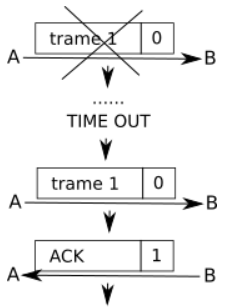 trame 1 0
A B
......
TIME OUT
trame 1 0
A B
ACK 1
A B